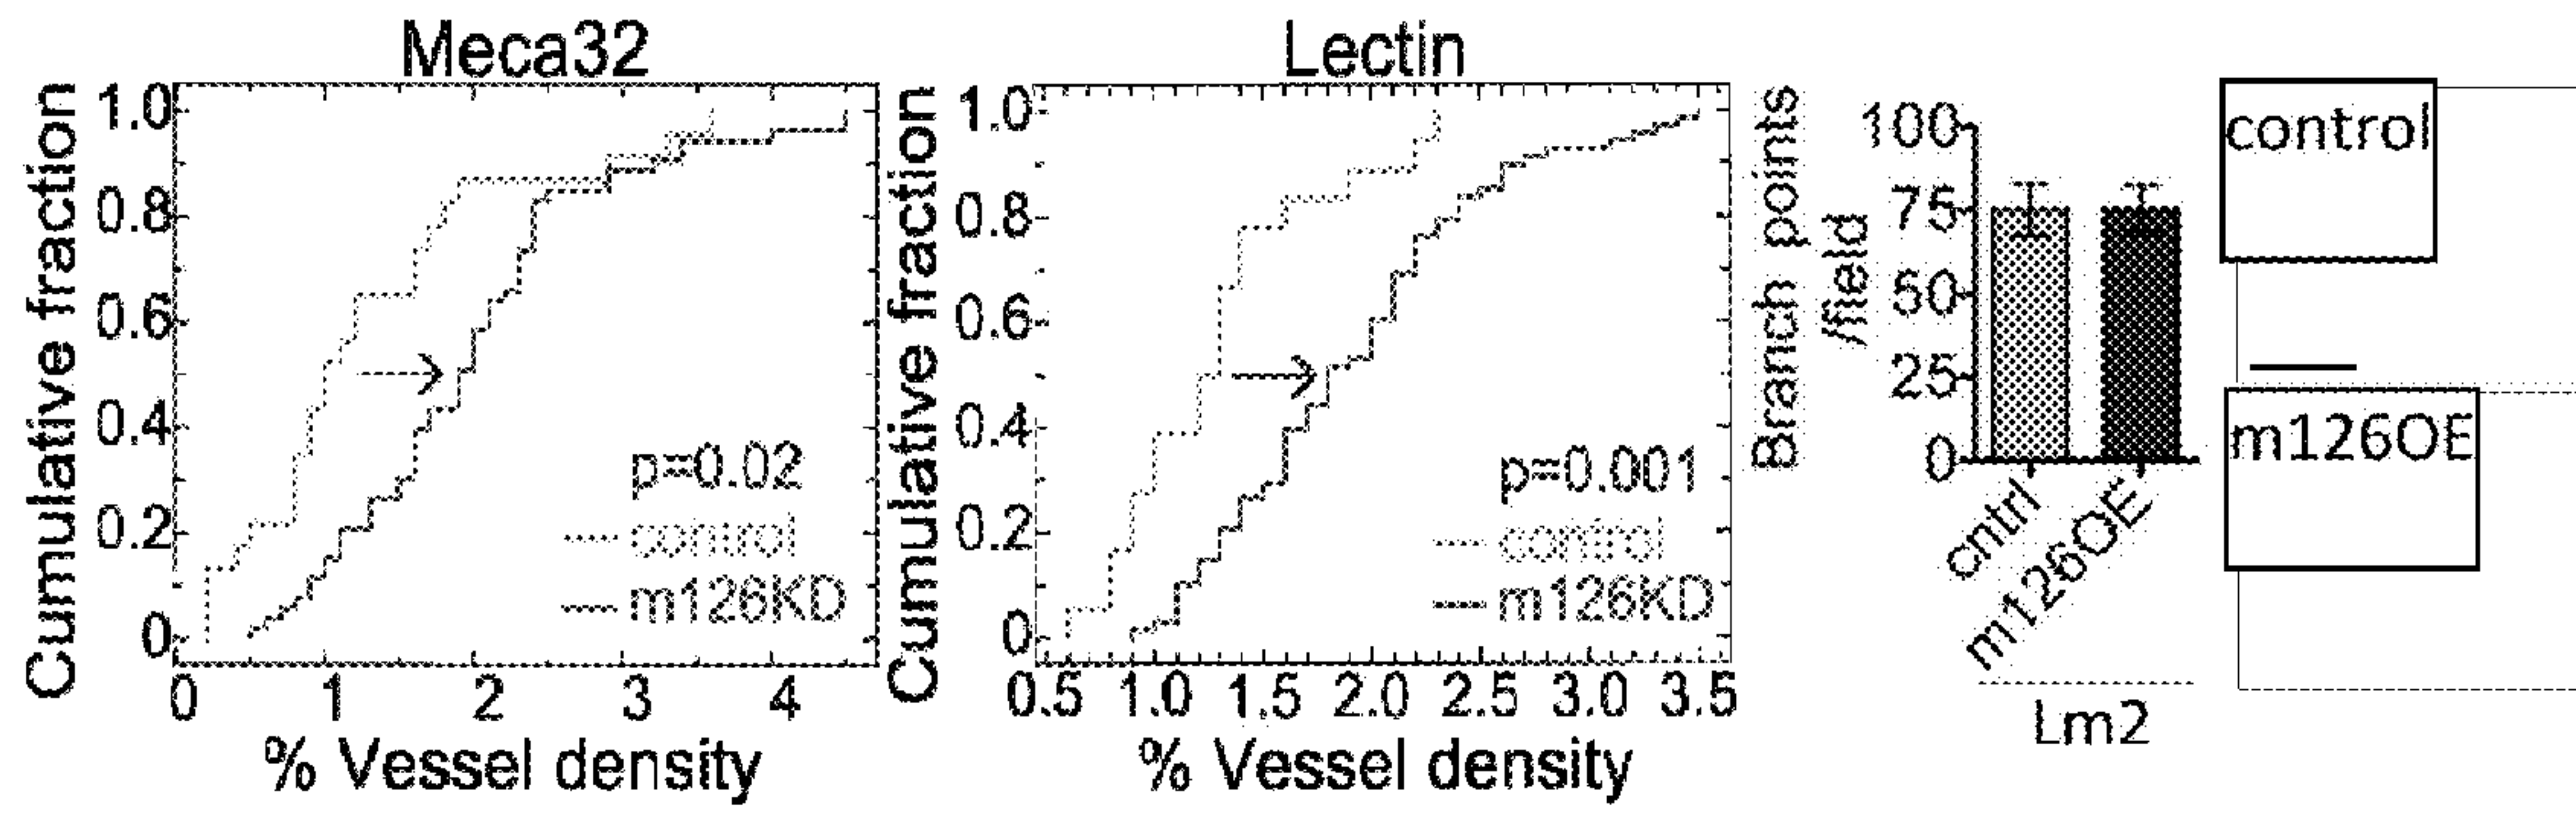 Meca32
Cumulative fraction
1.0
0.8
0.6
0.4
0.2
0
p=0.02
control
m126KD
0 1 2 3 4
% Vessel density
Lectin
Cumulative fraction
1.0
0.8
0.6
0.4
0.2
0
p=0.001
control
m126KD
0.5 1.0 1.5 2.0 2.5 3.0 3.5
% Vessel density
Branch points
/field
100
75
50
25
0
cntrl
m126OE
Lm2
control
m126OE